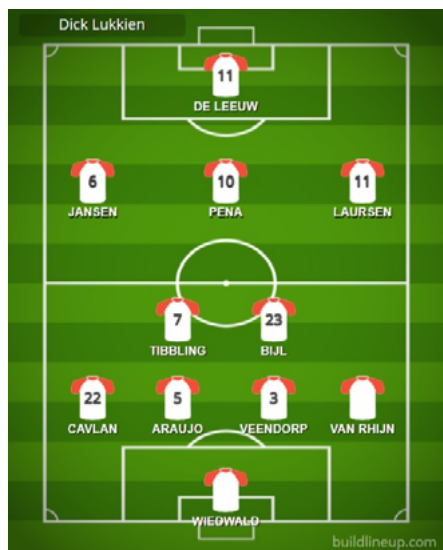 Dick Lukkien
11
DE LEEUW
6 10 11
JANSEN PENA LAURSEN
7 23
TIBBLING BIJL
22 5 3
CAVLAN ARAUJO VEENDORP VAN RHIJN
WIEDWALD
buildlineup.com